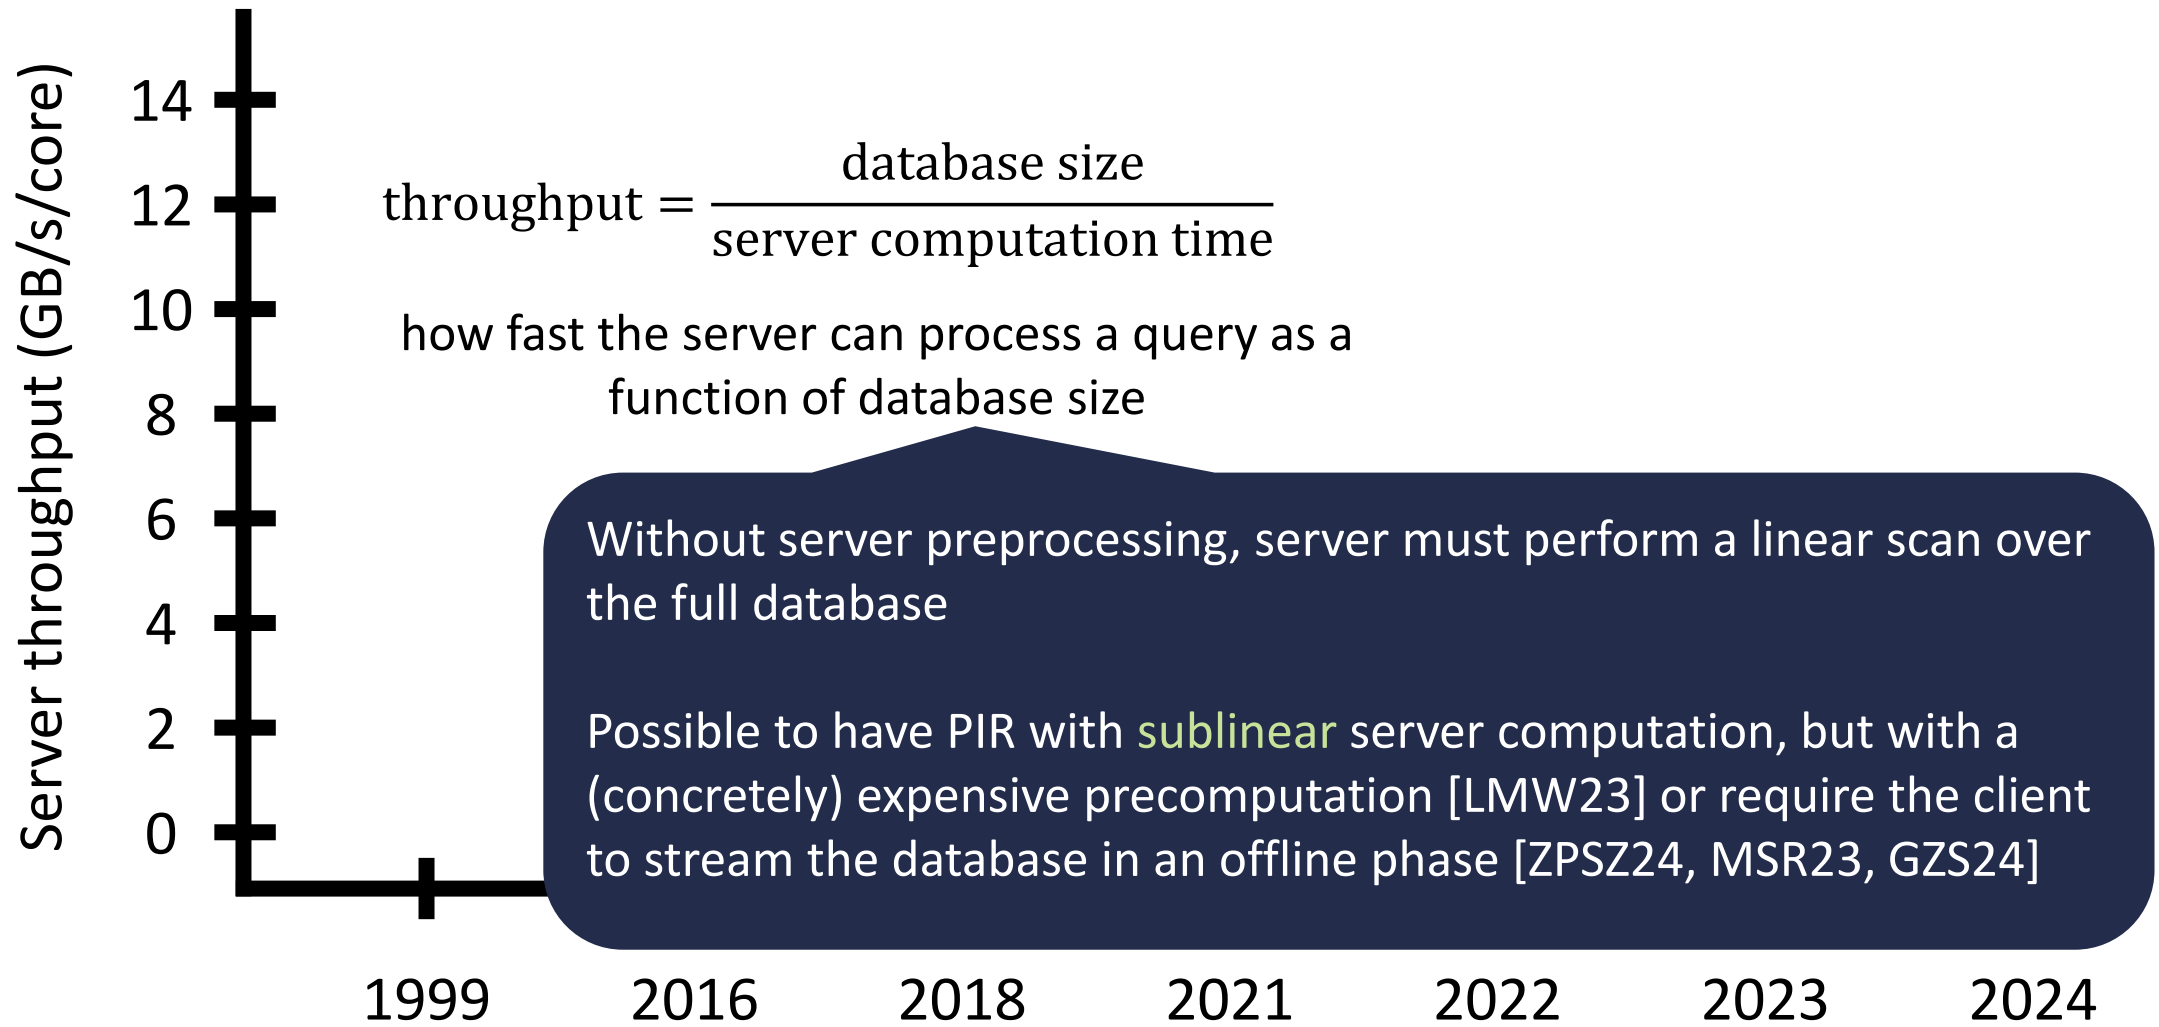 Server throughput (GB/s/core)
14
12
10
8
6
4
2
0
throughput = database size / server computation time
how fast the server can process a query as a
function of database size
Without server preprocessing, server must perform a linear scan over
the full database
Possible to have PIR with sublinear server computation, but with a
(concretely) expensive precomputation [LMW23] or require the client
to stream the database in an offline phase [ZPSZ24, MSR23, GZS24]
1999 2016 2018 2021 2022 2023 2024